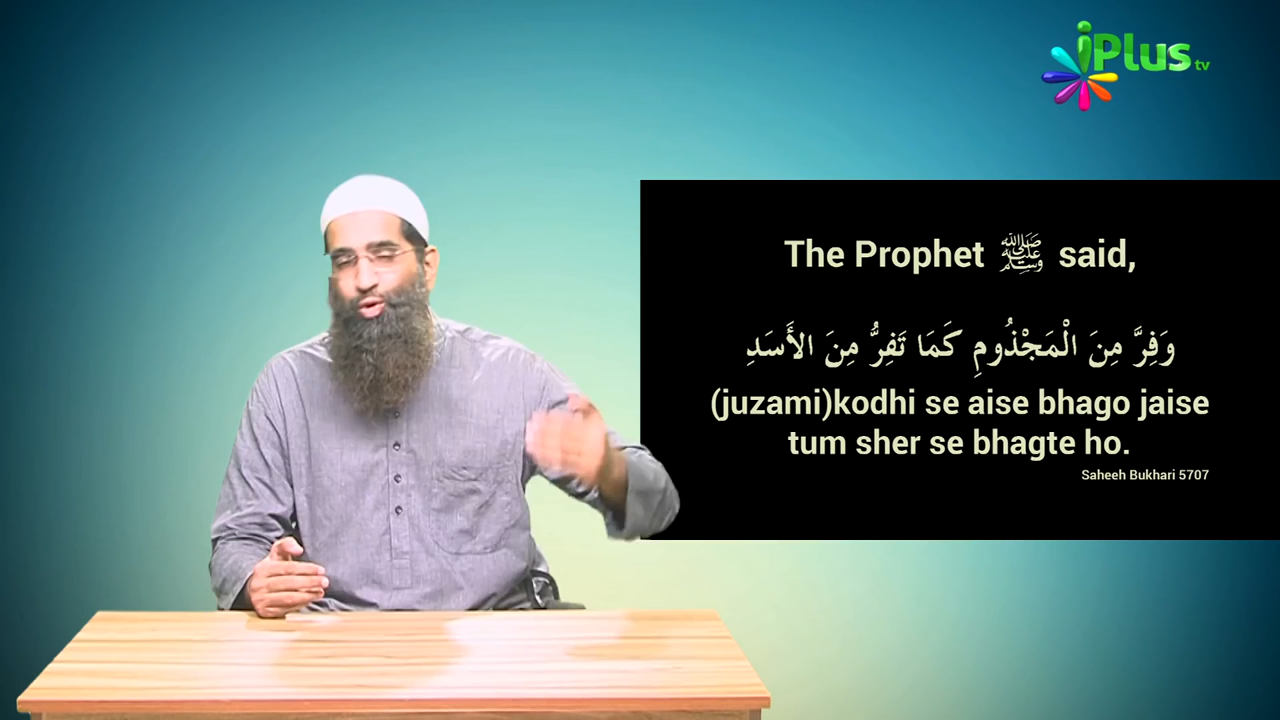 iPlus tv
The Prophet ﷺ said,
وَفِرَّ مِنَ الْمَجْذُومِ كَمَا تَفِرُّ مِنَ الأَسَدِ
(juzami)kodhi se aise bhago jaise
tum sher se bhagte ho.
Saheeh Bukhari 5707